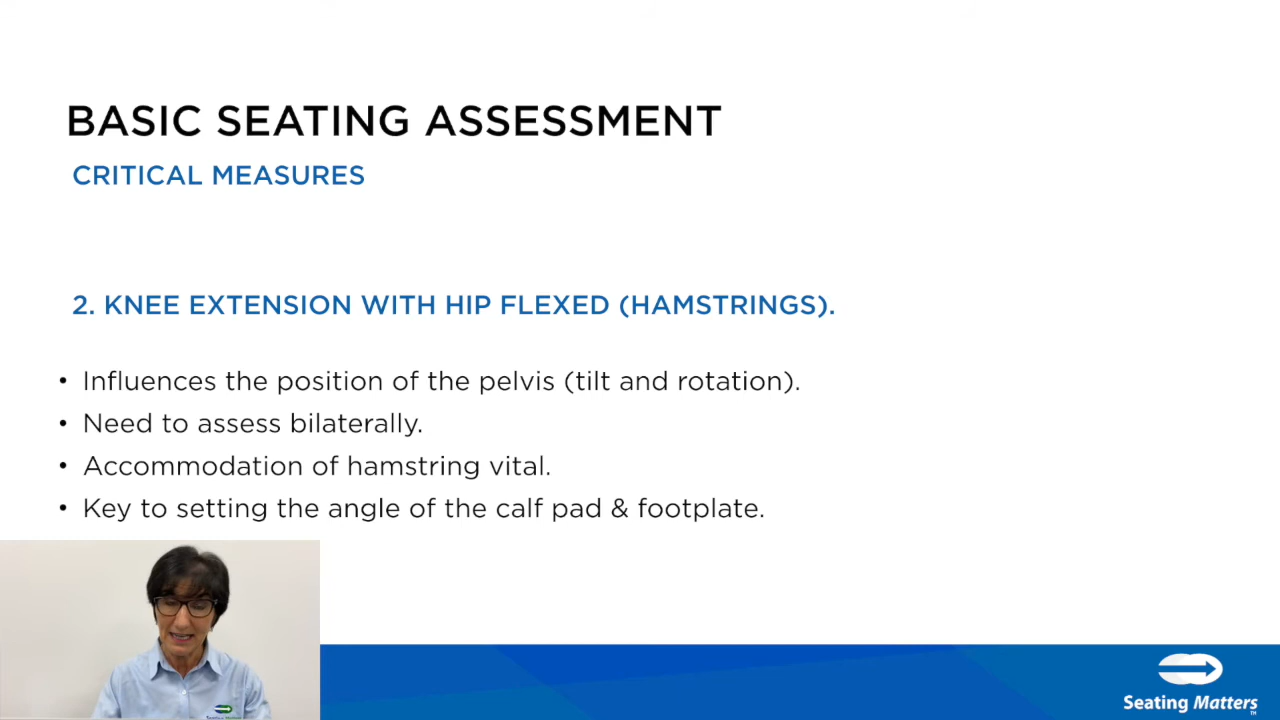 BASIC SEATING ASSESSMENT
CRITICAL MEASURES
2. KNEE EXTENSION WITH HIP FLEXED (HAMSTRINGS).
• Influences the position of the pelvis (tilt and rotation).
• Need to assess bilaterally.
• Accommodation of hamstring vital.
• Key to setting the angle of the calf pad & footplate.
Seating Matters
TM